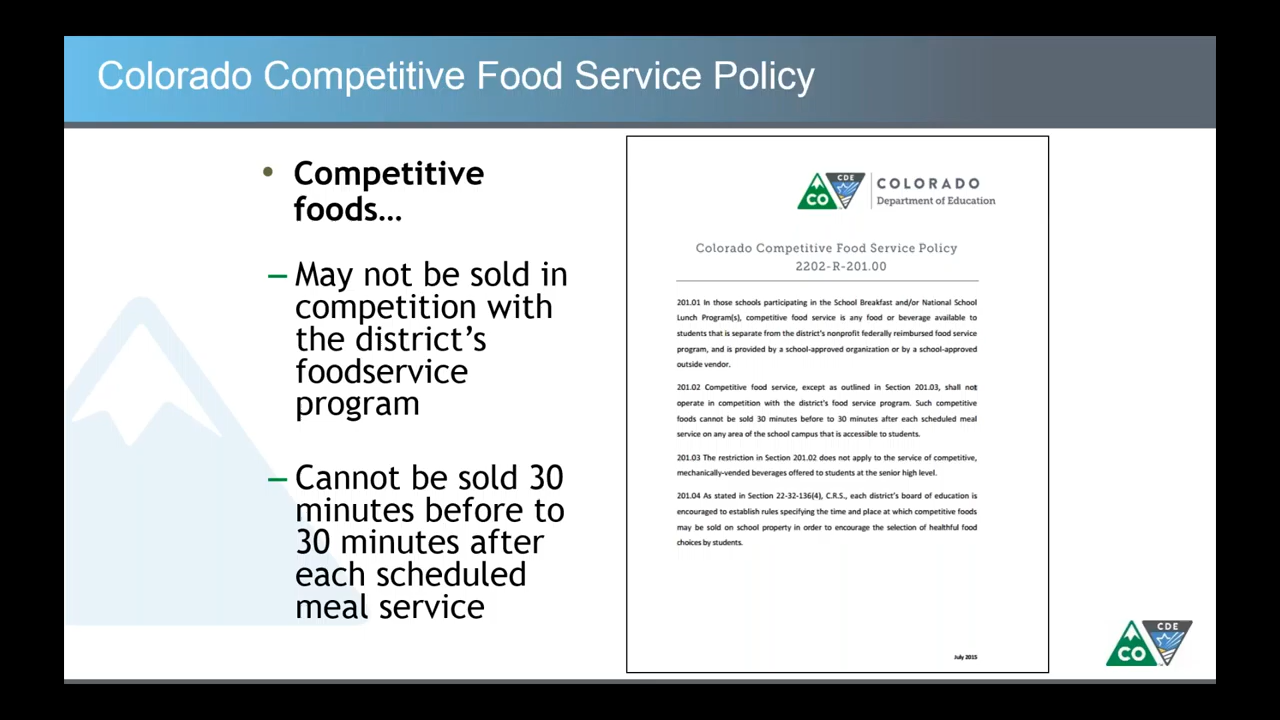 Colorado Competitive Food Service Policy
• Competitive
foods…
– May not be sold in
competition with
the district's
foodservice
program
– Cannot be sold 30
minutes before to
30 minutes after
each scheduled
meal service
CO CDE
COLORADO
Department of Education
Colorado Competitive Food Service Policy
2202-R-201.00
201.01 In those schools participating in the School Breakfast and/or National School
Lunch Program(s), competitive food service is any food or beverage available to
students that is separate from the district's nonprofit federally reimbursed food service
program, and is provided by a school-approved organization or by a school-approved
outside vendor.
201.02 Competitive food service, except as outlined in Section 201.03, shall not
operate in competition with the district's food service program. Such competitive
foods cannot be sold 30 minutes before to 30 minutes after each scheduled meal
service on any area of the school campus that is accessible to students.
201.03 The restriction in Section 201.02 does not apply to the service of competitive,
mechanically-vended beverages offered to students at the senior high level.
201.04 As stated in Section 22-32-136(4), C.R.S., each district's board of education is
encouraged to establish rules specifying the time and place at which competitive foods
may be sold on school property in order to encourage the selection of healthful food
choices by students.
July 2015
CO CDE